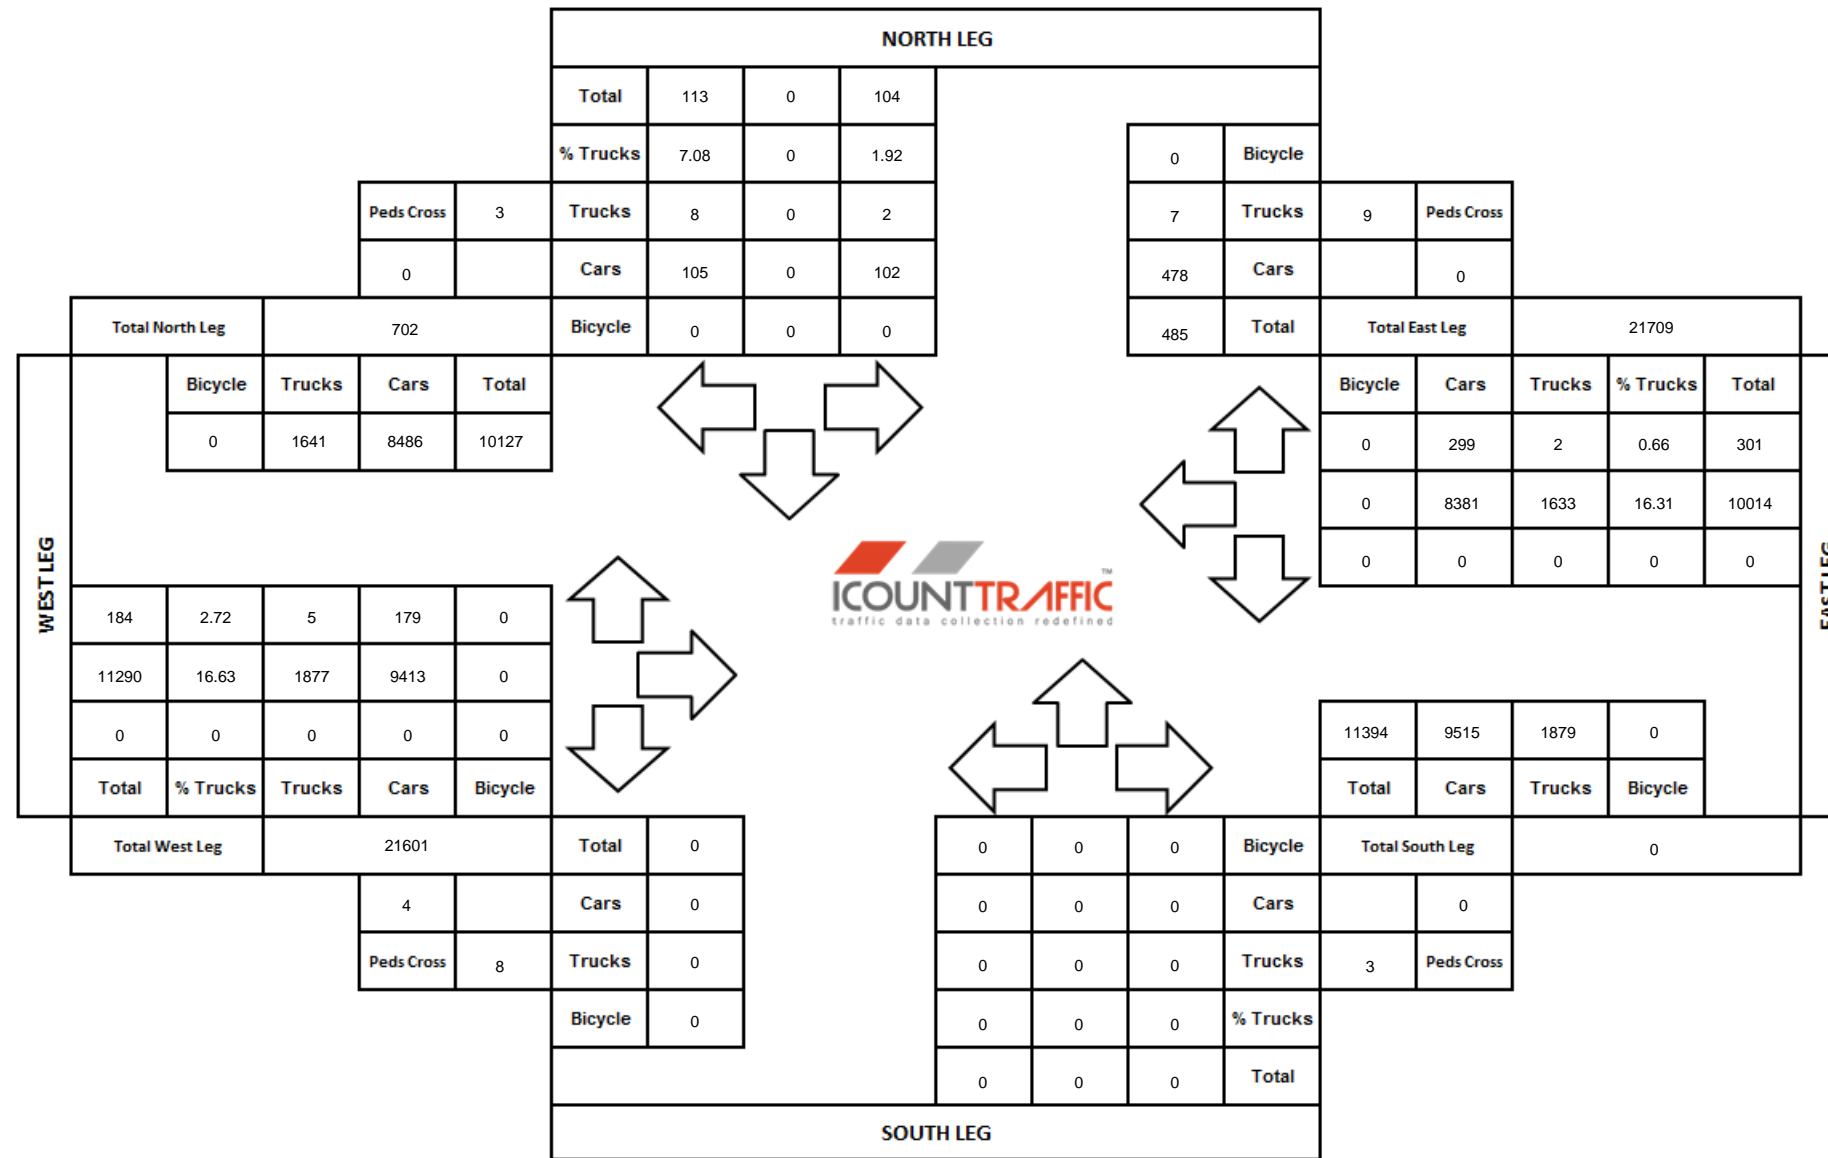 NORTH LEG
Total 113 0 104
% Trucks 7.08 0 1.92
0 Bicycle
Peds Cross 3 Trucks 8 0 2
7 Trucks 9 Peds Cross
0 Cars 105 0 102
478 Cars 0
Total North Leg 702 Bicycle 0 0 0
485 Total Total East Leg 21709
Bicycle Trucks Cars Total
Bicycle Cars Trucks % Trucks Total
0 1641 8486 10127
0 299 2 0.66 301
0 8381 1633 16.31 10014
0 0 0 0 0
WEST LEG
EAST LEG
ICOUNTTRAFFIC™
traffic data collection redefined
184 2.72 5 179 0
11290 16.63 1877 9413 0
0 0 0 0 0
11394 9515 1879 0
Total % Trucks Trucks Cars Bicycle
Total Cars Trucks Bicycle
Total West Leg 21601 Total 0
0 0 0 Bicycle Total South Leg 0
4 Cars 0
0 0 0 Cars 0
Peds Cross 8 Trucks 0
0 0 0 Trucks 3 Peds Cross
Bicycle 0
0 0 0 % Trucks
0 0 0 Total
SOUTH LEG